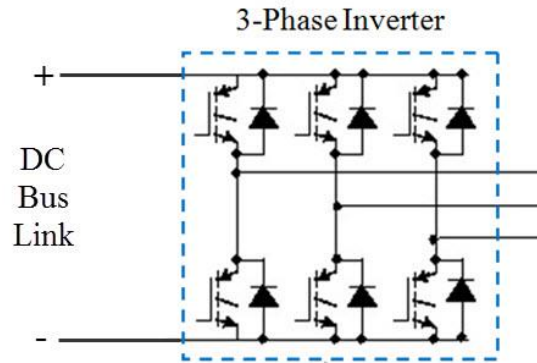 3-Phase Inverter
+
DC
Bus
Link
-